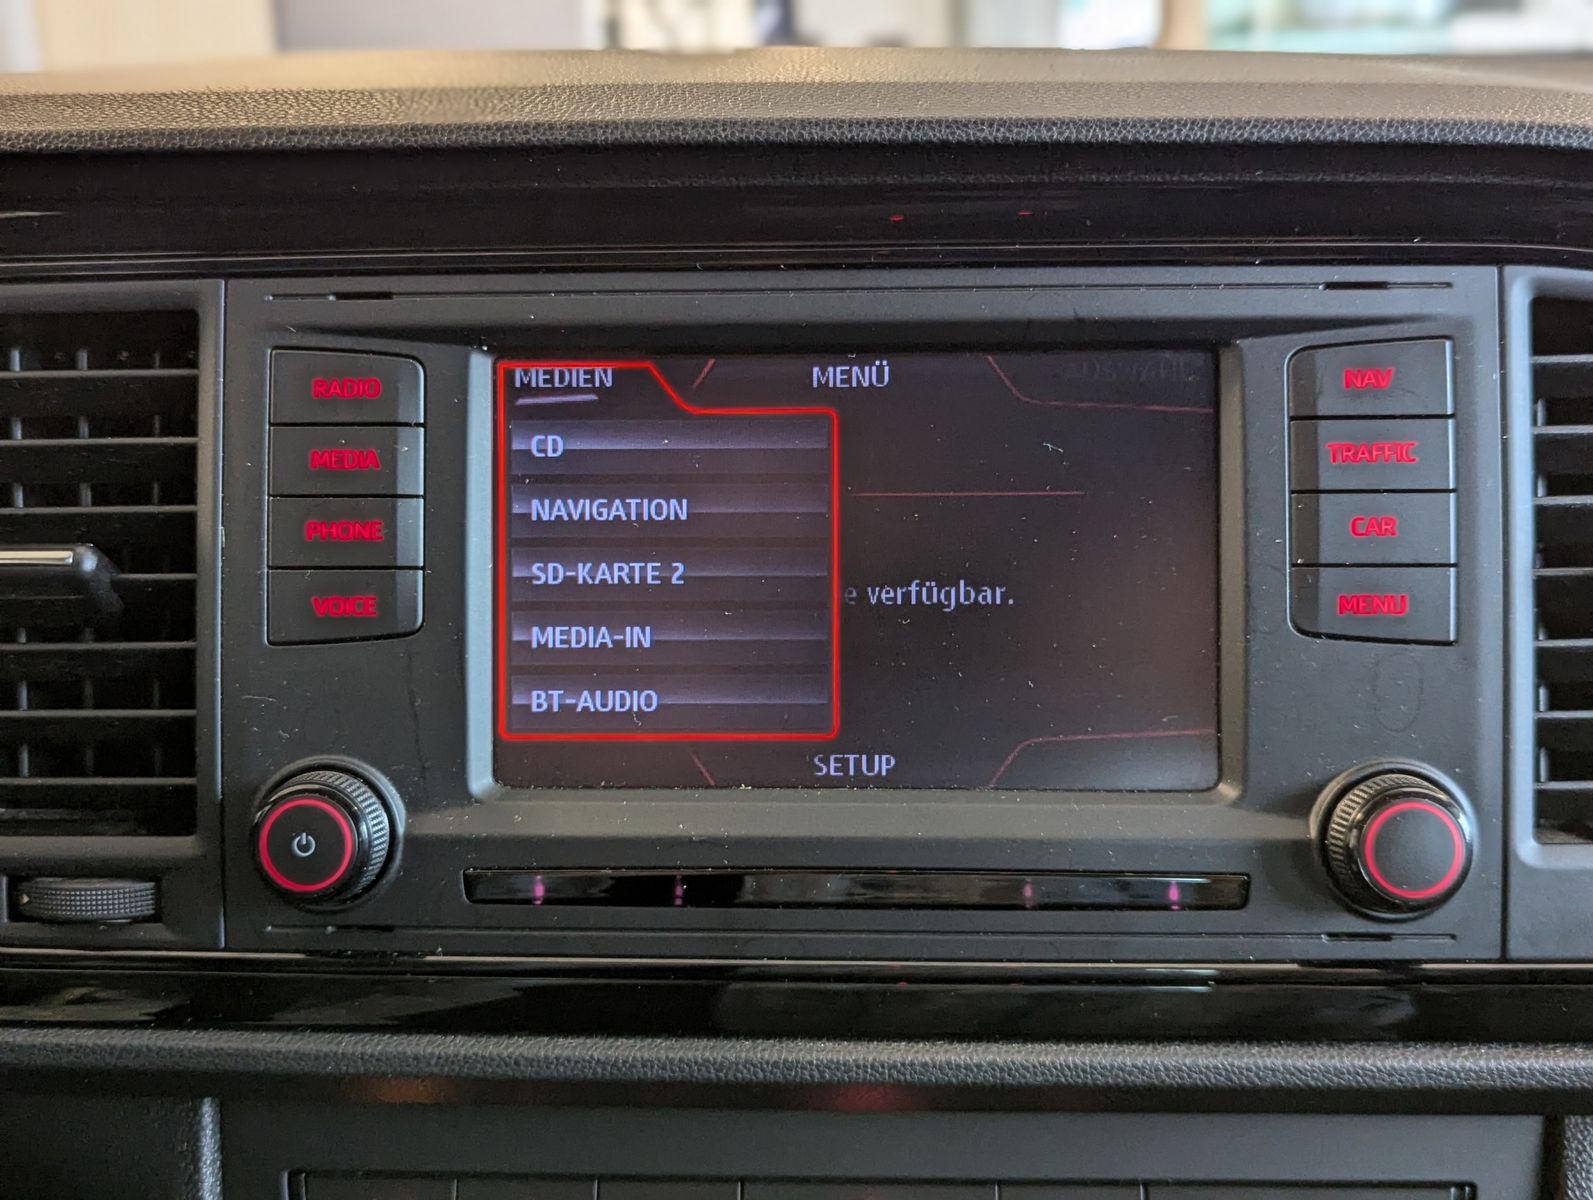 RADIO
MEDIA
PHONE
VOICE
MEDIEN
MENÜ
AUSWAHL
CD
NAVIGATION
SD-KARTE 2
MEDIA-IN
BT-AUDIO
verfügbar.
SETUP
NAV
TRAFFIC
CAR
MENU